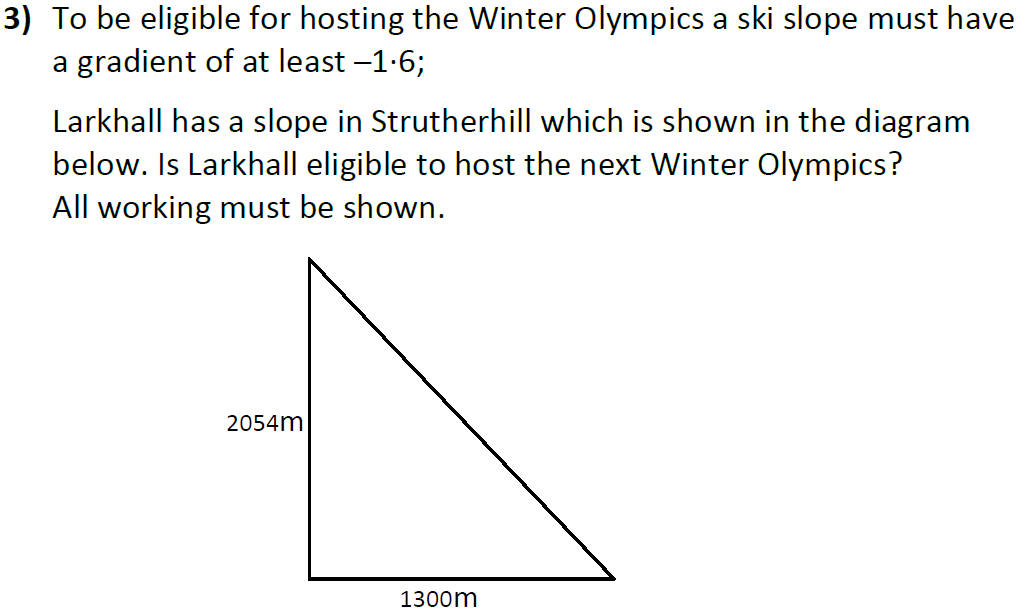 3) To be eligible for hosting the Winter Olympics a ski slope must have
a gradient of at least –1·6;
Larkhall has a slope in Strutherhill which is shown in the diagram
below. Is Larkhall eligible to host the next Winter Olympics?
All working must be shown.
2054m
1300m